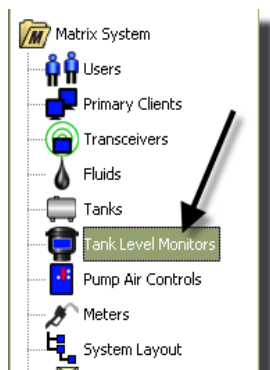 Matrix System
Users
Primary Clients
Transceivers
Fluids
Tanks
Tank Level Monitors
Pump Air Controls
Meters
System Layout